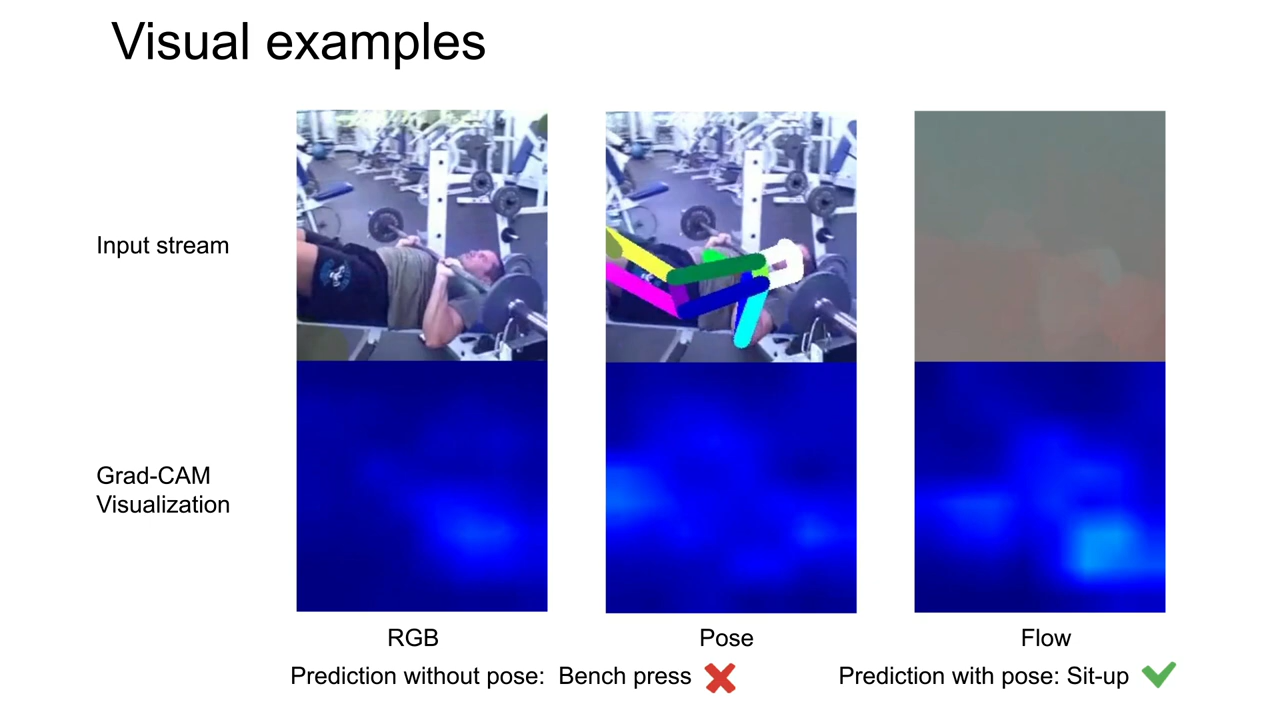 Visual examples
Input stream
Grad-CAM
Visualization
RGB
Pose
Flow
Prediction without pose: Bench press
Prediction with pose: Sit-up